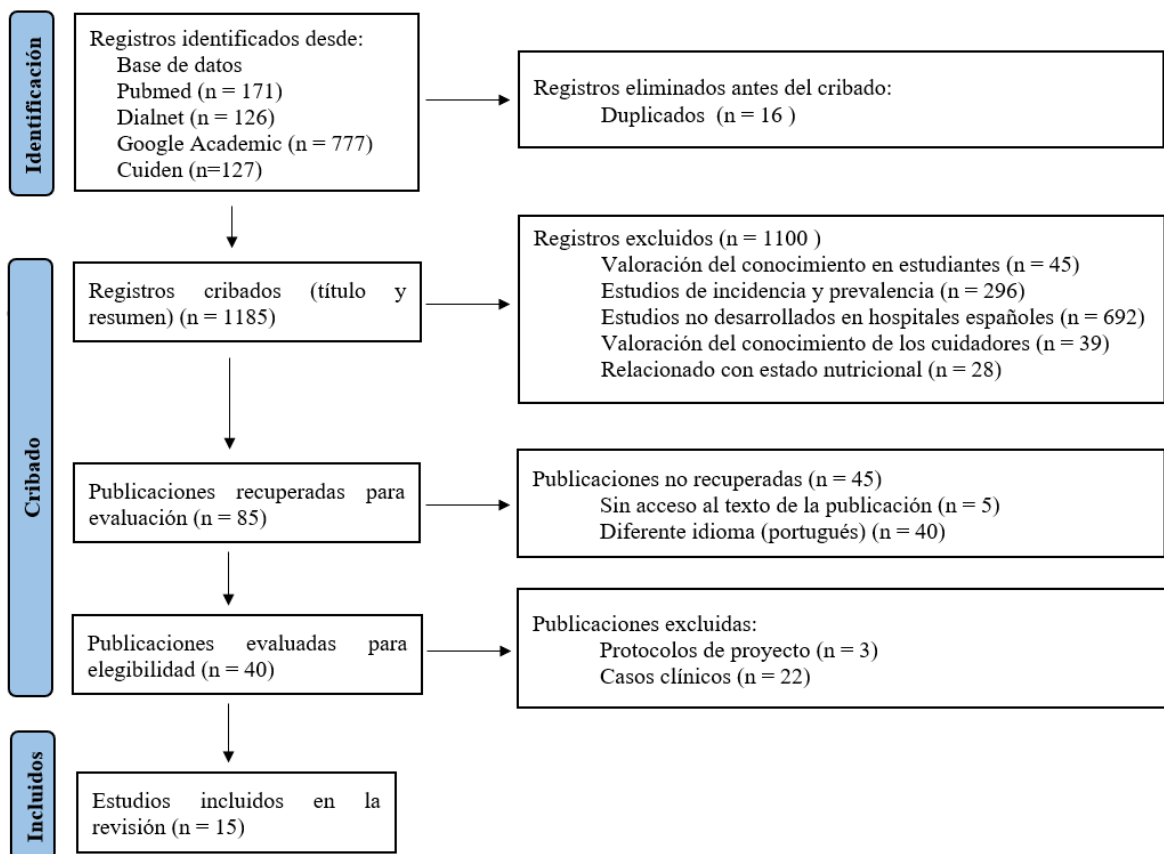 Identificación
Registros identificados desde:
Base de datos
Pubmed (n = 171)
Dialnet (n = 126)
Google Academic (n = 777)
Cuiden (n=127)
Registros eliminados antes del cribado:
Duplicados (n = 16 )
Cribado
Registros cribados (título y
resumen) (n = 1185)
Registros excluidos (n = 1100 )
Valoración del conocimiento en estudiantes (n = 45)
Estudios de incidencia y prevalencia (n = 296)
Estudios no desarrollados en hospitales españoles (n = 692)
Valoración del conocimiento de los cuidadores (n = 39)
Relacionado con estado nutricional (n = 28)
Publicaciones recuperadas para
evaluación (n = 85)
Publicaciones no recuperadas (n = 45)
Sin acceso al texto de la publicación (n = 5)
Diferente idioma (portugués) (n = 40)
Publicaciones evaluadas para
elegibilidad (n = 40)
Publicaciones excluidas:
Protocolos de proyecto (n = 3)
Casos clínicos (n = 22)
Incluidos
Estudios incluidos en la
revisión (n = 15)